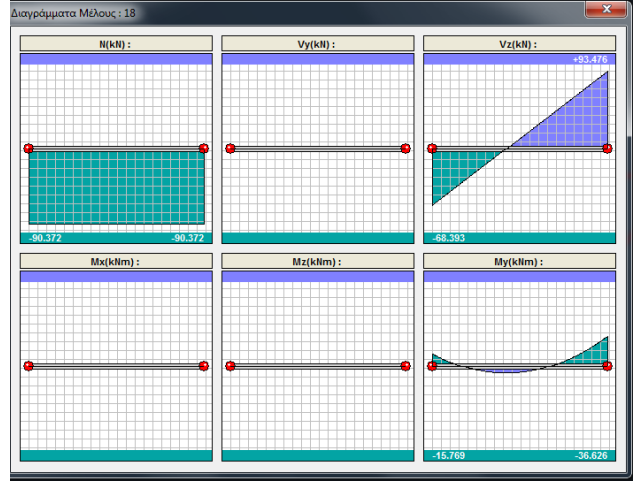 Διαγράμματα Μέλους : 18
N(kN) :
Vy(kN) :
Vz(kN) :
+93.476
-90.372 -90.372
-68.393
Mx(kNm) :
Mz(kNm) :
My(kNm) :
-15.769 -36.626